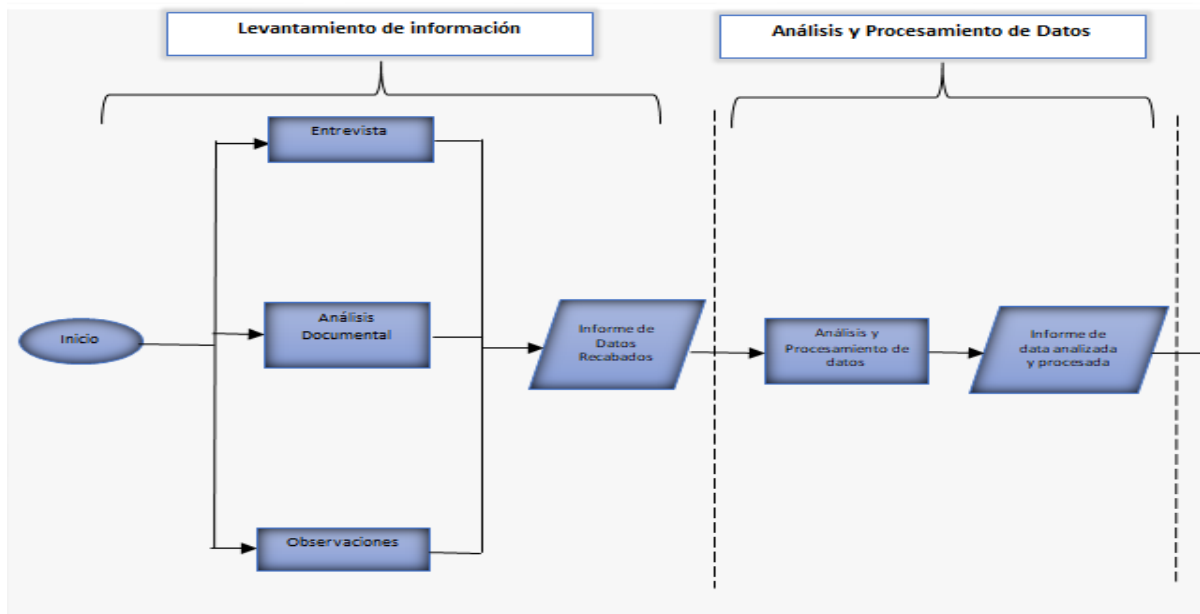 Levantamiento de información
Análisis y Procesamiento de Datos
Entrevista
Inicio
Análisis
Documental
Observaciones
Informe de
Datos
Recabados
Análisis y
Procesamiento de
datos
Informe de
data analizada
y procesada